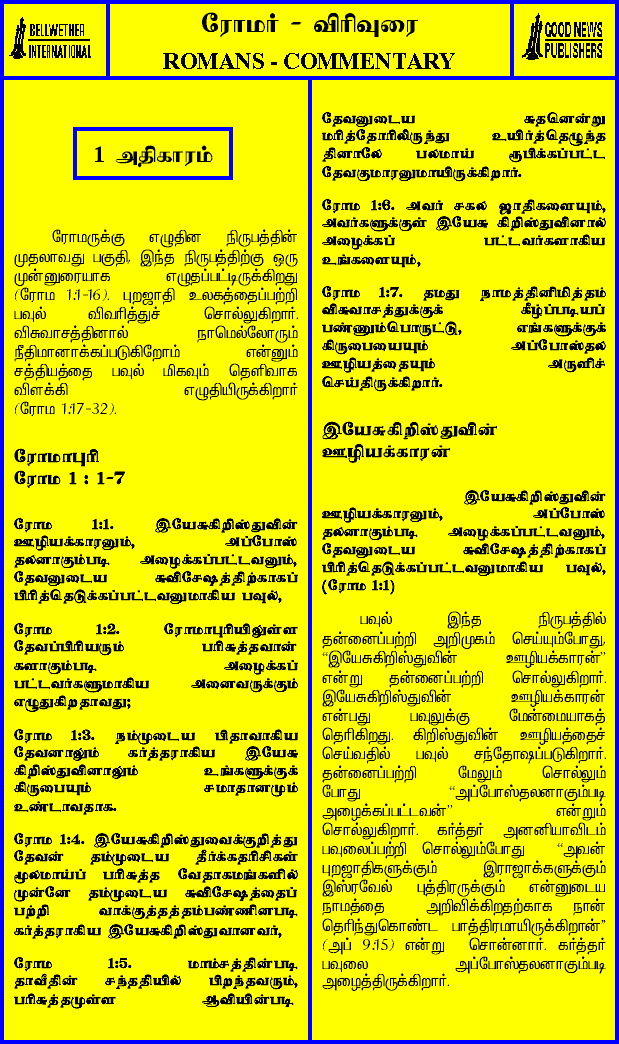 BELLWETHER
INTERNATIONAL
ரோமர் - விரிவுரை
ROMANS - COMMENTARY
GOOD NEWS
PUBLISHERS
1 அதிகாரம்
ரோமருக்கு எழுதின நிருபத்தின்
முதலாவது பகுதி, இந்த நிருபத்திற்கு ஒரு
முன்னுரையாக எழுதப்பட்டிருக்கிறது
(ரோம 1:1-16). புறஜாதி உலகத்தைப்பற்றி
பவுல் விவரித்துச் சொல்லுகிறார்.
விசுவாசத்தினால் நாமெல்லோரும்
நீதிமானாக்கப்படுகிறோம் என்னும்
சத்தியத்தை பவுல் மிகவும் தெளிவாக
விளக்கி எழுதியிருக்கிறார்
(ரோம 1:17-32).
ரோமாபுரி
ரோம 1 : 1-7
ரோம 1:1. இயேசுகிறிஸ்துவின்
ஊழியக்காரனும், அப்போஸ்
தலனாகும்படி அழைக்கப்பட்டவனும்,
தேவனுடைய சுவிசேஷத்திற்காகப்
பிரித்தெடுக்கப்பட்டவனுமாகிய பவுல்,
ரோம 1:2. ரோமாபுரியிலுள்ள
தேவப்பிரியரும் பரிசுத்தவான்
களாகும்படி அழைக்கப்
பட்டவர்களுமாகிய அனைவருக்கும்
எழுதுகிறதாவது;
ரோம 1:3. நம்முடைய பிதாவாகிய
தேவனாலும் கர்த்தராகிய இயேசு
கிறிஸ்துவினாலும் உங்களுக்குக்
கிருபையும் சமாதானமும்
உண்டாவதாக.
ரோம 1:4. இயேசுகிறிஸ்துவைக்குறித்து
தேவன் தம்முடைய தீர்க்கதரிசிகள்
மூலமாய்ப் பரிசுத்த வேதாகமங்களில்
முன்னே தம்முடைய சுவிசேஷத்தைப்
பற்றி வாக்குத்தத்தம்பண்ணினபடி
கர்த்தராகிய இயேசுகிறிஸ்துவானவர்,
ரோம 1:5. மாம்சத்தின்படி
தாவீதின் சந்ததியில் பிறந்தவரும்,
பரிசுத்தமுள்ள ஆவியின்படி
தேவனுடைய சுதனென்று
மரித்தோரிலிருந்து உயிர்த்தெழுந்த
தினாலே பலமாய் ரூபிக்கப்பட்ட
தேவகுமாரனுமாயிருக்கிறார்.
ரோம 1:6. அவர் சகல ஜாதிகளையும்,
அவர்களுக்குள் இயேசு கிறிஸ்துவினால்
அழைக்கப் பட்டவர்களாகிய
உங்களையும்,
ரோம 1:7. தமது நாமத்தினிமித்தம்
விசுவாசத்துக்குக் கீழ்ப்படியப்
பண்ணும்பொருட்டு, எங்களுக்குக்
கிருபையையும் அப்போஸ்தல
ஊழியத்தையும் அருளிச்
செய்திருக்கிறார்.
இயேசுகிறிஸ்துவின்
ஊழியக்காரன்
இயேசுகிறிஸ்துவின்
ஊழியக்காரனும், அப்போஸ்
தலனாகும்படி அழைக்கப்பட்டவனும்,
தேவனுடைய சுவிசேஷத்திற்காகப்
பிரித்தெடுக்கப்பட்டவனுமாகிய பவுல்,
(ரோம 1:1)
பவுல் இந்த நிருபத்தில்
தன்னைப்பற்றி அறிமுகம் செய்யும்போது,
“இயேசுகிறிஸ்துவின் ஊழியக்காரன்”
என்று தன்னைப்பற்றி சொல்லுகிறார்.
இயேசுகிறிஸ்துவின் ஊழியக்காரன்
என்பது பவுலுக்கு மேன்மையாகத்
தெரிகிறது. கிறிஸ்துவின் ஊழியத்தைச்
செய்வதில் பவுல் சந்தோஷப்படுகிறார்.
தன்னைப்பற்றி மேலும் சொல்லும்
போது “அப்போஸ்தலனாகும்படி
அழைக்கப்பட்டவன்” என்றும்
சொல்லுகிறார். கர்த்தர் அனனியாவிடம்
பவுலைப்பற்றி சொல்லும்போது “அவன்
புறஜாதிகளுக்கும் இராஜாக்களுக்கும்
இஸ்ரவேல் புத்திரருக்கும் என்னுடைய
நாமத்தை அறிவிக்கிறதற்காக நான்
தெரிந்துகொண்ட பாத்திரமாயிருக்கிறான்”
(அப் 9:15) என்று சொன்னார். கர்த்தர்
பவுலை அப்போஸ்தலனாகும்படி
அழைத்திருக்கிறார்.